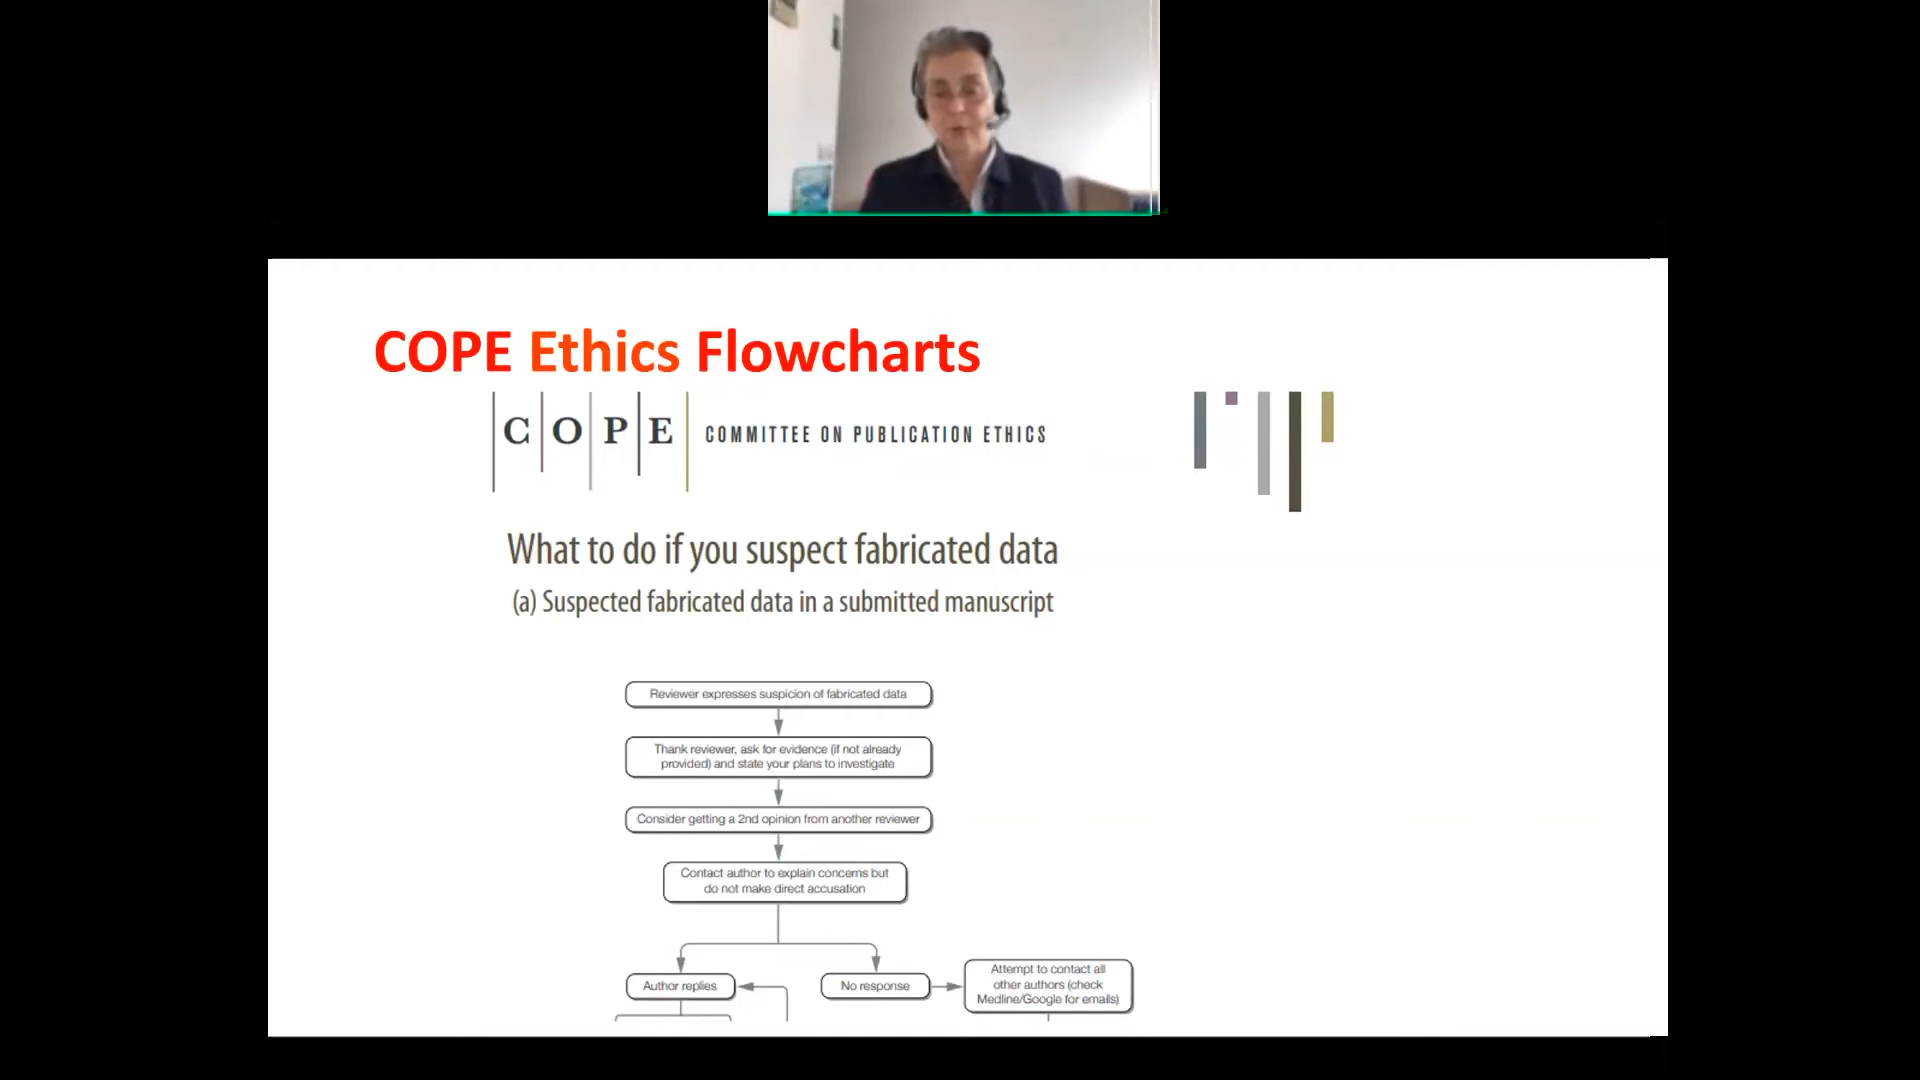 COPE Ethics Flowcharts
C O P E COMMITTEE ON PUBLICATION ETHICS
What to do if you suspect fabricated data
(a) Suspected fabricated data in a submitted manuscript
Reviewer expresses suspicion of fabricated data
Thank reviewer, ask for evidence (if not already
provided) and state your plans to investigate
Consider getting a 2nd opinion from another reviewer
Contact author to explain concerns but
do not make direct accusation
Author replies
No response
Attempt to contact all
other authors (check
Medline/Google for emails)